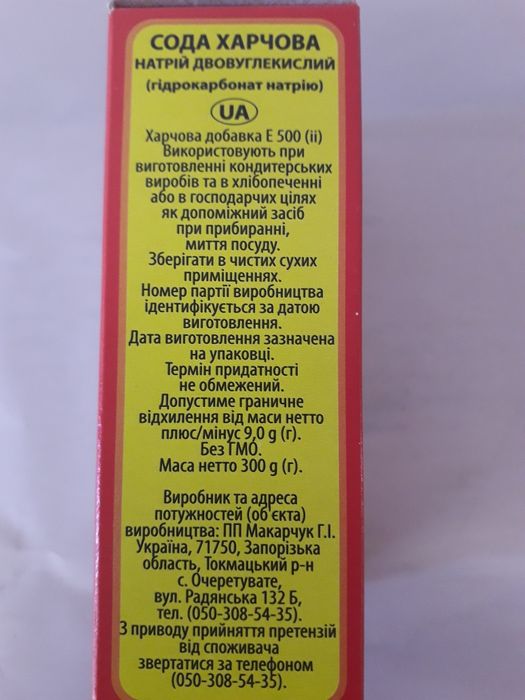 СОДА ХАРЧОВА
НАТРІЙ ДВОВУГЛЕКИСЛИЙ
(гідрокарбонат натрію)
UA
Харчова добавка Е 500 (ii)
Використовують при
виготовленні кондитерських
виробів та в хлібопеченні
або в господарчих цілях
як допоміжний засіб
при прибиранні,
миття посуду.
Зберігати в чистих сухих
приміщеннях.
Номер партії виробництва
ідентифікується за датою
виготовлення.
Дата виготовлення зазначена
на упаковці.
Термін придатності
не обмежений.
Допустиме граничне
відхилення від маси нетто
плюс/мінус 9,0 g (г).
Без ГМО.
Маса нетто 300 g (г).
Виробник та адреса
потужностей (об'єкта)
виробництва: ПП Макарчук Г.І.
Україна, 71750, Запорізька
область, Токмацький р-н
с. Очеретувате,
вул. Радянська 132 Б,
тел. (050-308-54-35).
З приводу прийняття претензій
від споживача
звертатися за телефоном
(050-308-54-35).